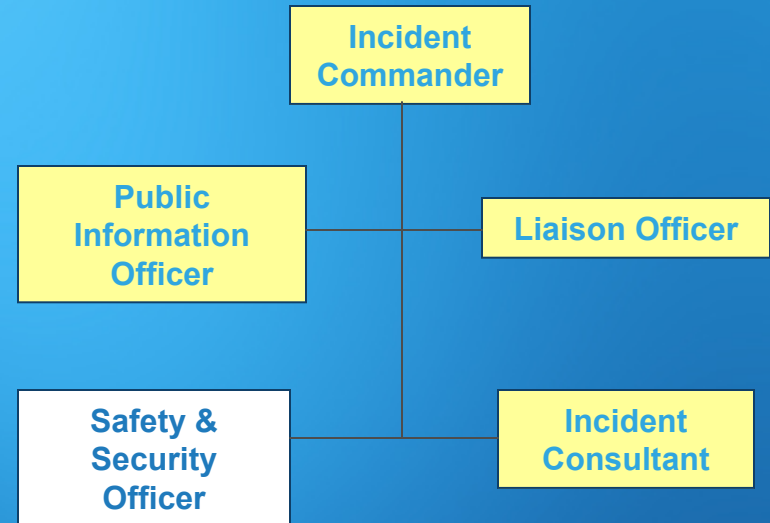 Incident
Commander
Public
Information
Officer
Liaison Officer
Safety &
Security
Officer
Incident
Consultant